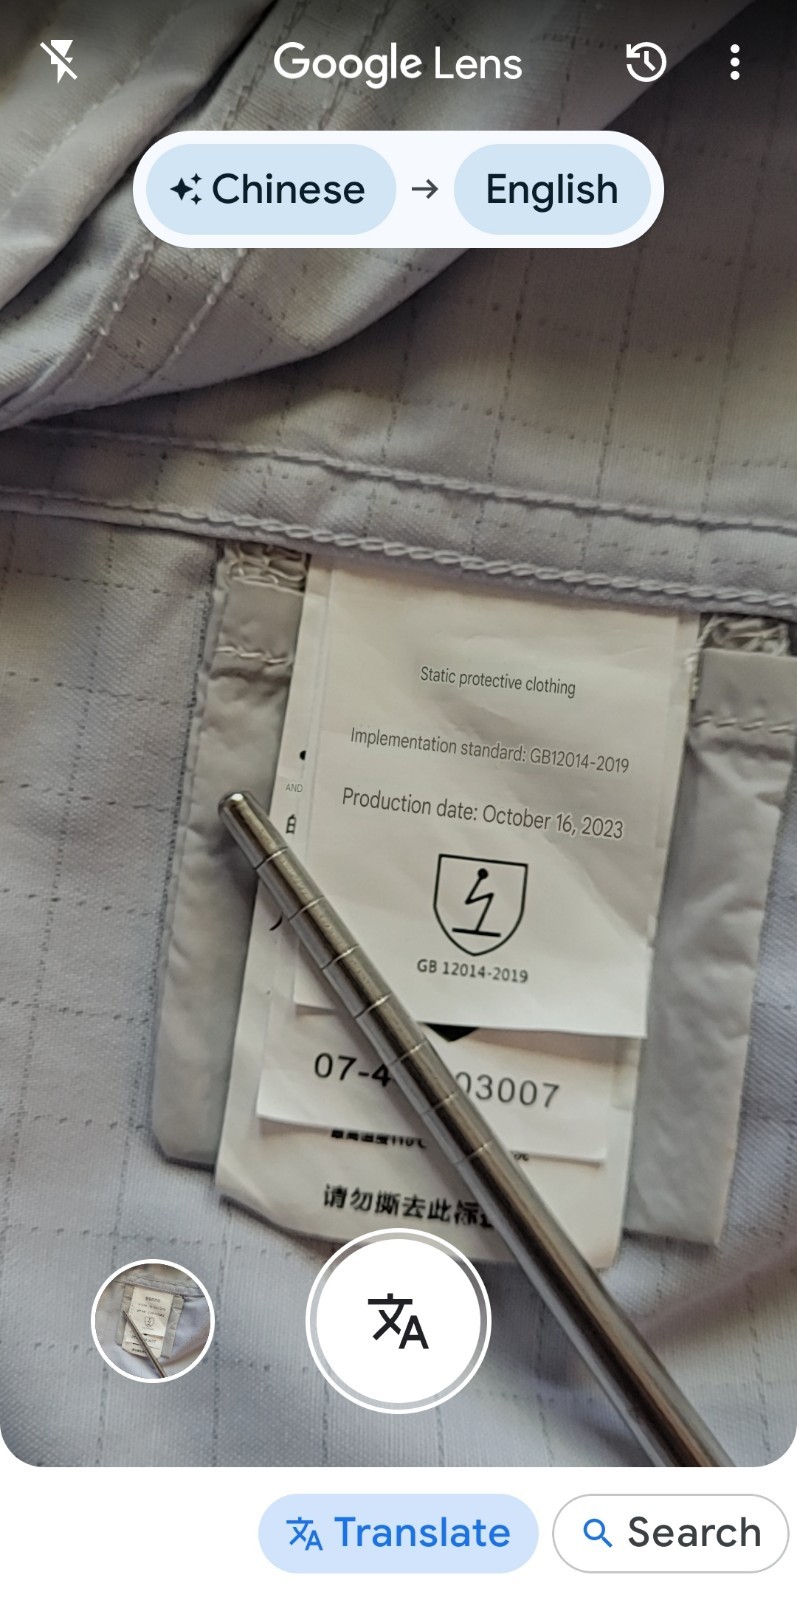 Google Lens
Chinese → English
Static protective clothing
Implementation standard: GB12014-2019
Production date: October 16, 2023
AND
GB 12014-2019
07-4
03007
请勿撕去此标
Translate
Search